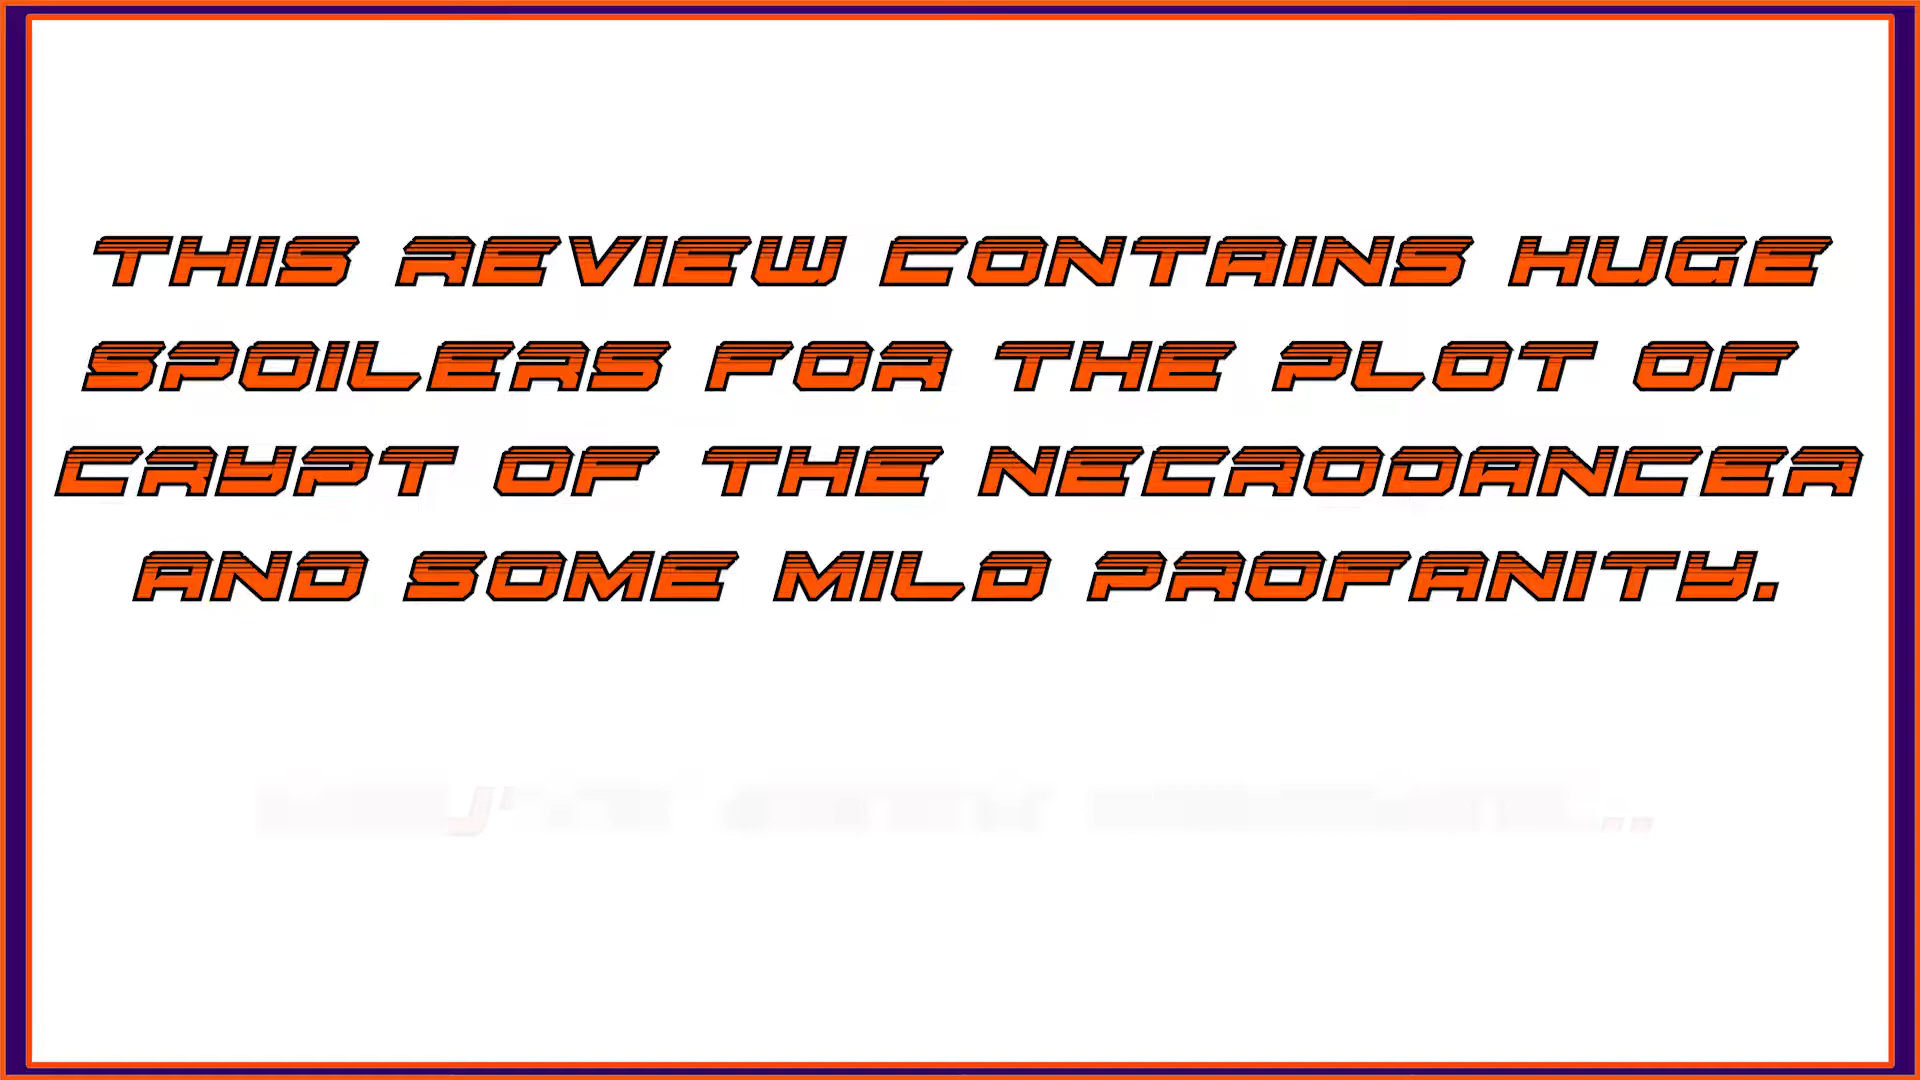 THIS REVIEW CONTAINS HUGE
SPOILERS FOR THE PLOT OF
CRYPT OF THE NECRODANCER
AND SOME MILD PROFANITY.